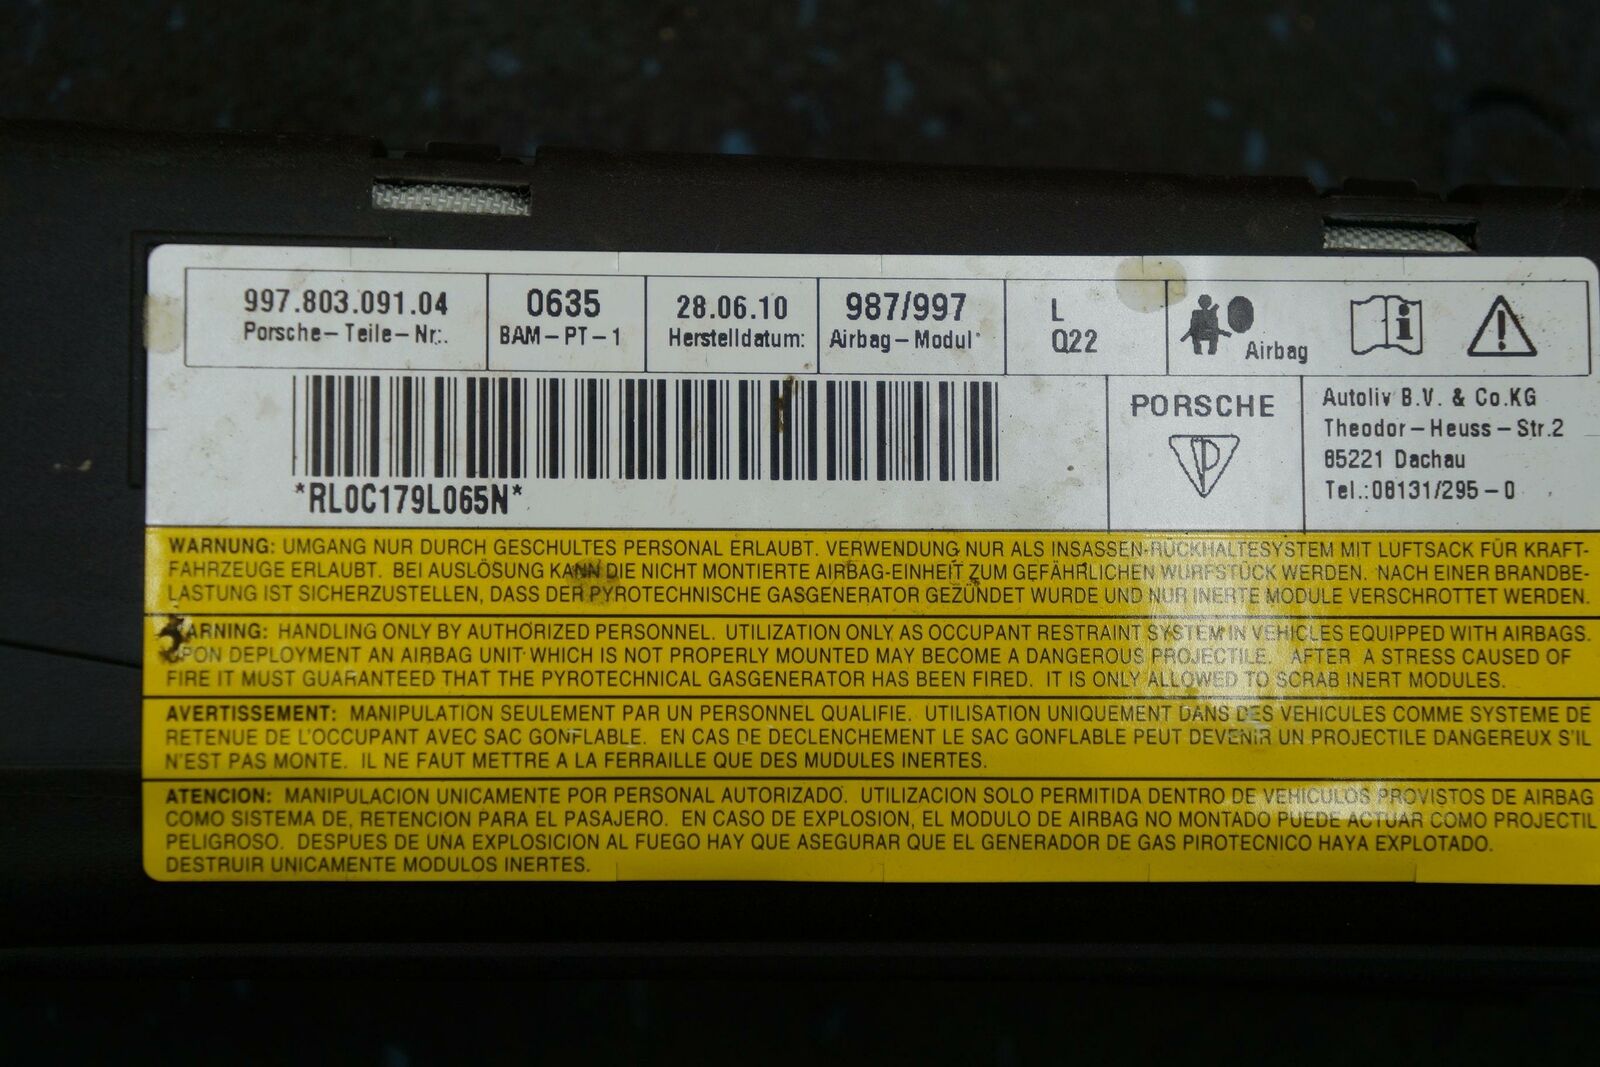 997.803.091.04 0635 28.06.10 987/997 L
Porsche-Teile-Nr.: BAM-PT-1 Herstelldatum: Airbag-Modul Q22 Airbag
PORSCHE
Autoliv B.V. & Co.KG
Theodor-Heuss-Str.2
85221 Dachau
Tel.:08131/295-0
*RL0C179L065N*
WARNUNG: UMGANG NUR DURCH GESCHULTES PERSONAL ERLAUBT. VERWENDUNG NUR ALS INSASSEN-RÜCKHALTESYSTEM MIT LUFTSACK FÜR KRAFT-
FAHRZEUGE ERLAUBT. BEI AUSLÖSUNG KANN DIE NICHT MONTIERTE AIRBAG-EINHEIT ZUM GEFÄHRLICHEN WURFSTÜCK WERDEN. NACH EINER BRANDBE-
LASTUNG IST SICHERZUSTELLEN, DASS DER PYROTECHNISCHE GASGENERATOR GEZÜNDET WURDE UND NUR INERTE MODULE VERSCHROTTET WERDEN.
WARNING: HANDLING ONLY BY AUTHORIZED PERSONNEL. UTILIZATION ONLY AS OCCUPANT RESTRAINT SYSTEM IN VEHICLES EQUIPPED WITH AIRBAGS.
UPON DEPLOYMENT AN AIRBAG UNIT WHICH IS NOT PROPERLY MOUNTED MAY BECOME A DANGEROUS PROJECTILE. AFTER A STRESS CAUSED OF
FIRE IT MUST GUARANTEED THAT THE PYROTECHNICAL GASGENERATOR HAS BEEN FIRED. IT IS ONLY ALLOWED TO SCRAB INERT MODULES.
AVERTISSEMENT: MANIPULATION SEULEMENT PAR UN PERSONNEL QUALIFIE. UTILISATION UNIQUEMENT DANS DES VEHICULES COMME SYSTEME DE
RETENUE DE L'OCCUPANT AVEC SAC GONFLABLE. EN CAS DE DECLENCHEMENT LE SAC GONFLABLE PEUT DEVENIR UN PROJECTILE DANGEREUX S'IL
N'EST PAS MONTE. IL NE FAUT METTRE A LA FERRAILLE QUE DES MUDULES INERTES.
ATENCION: MANIPULACION UNICAMENTE POR PERSONAL AUTORIZADO. UTILIZACION SOLO PERMITIDA DENTRO DE VEHICULOS PROVISTOS DE AIRBAG
COMO SISTEMA DE, RETENCION PARA EL PASAJERO. EN CASO DE EXPLOSION, EL MODULO DE AIRBAG NO MONTADO PUEDE ACTUAR COMO PROJECTIL
PELIGROSO. DESPUES DE UNA EXPLOSICION AL FUEGO HAY QUE ASEGURAR QUE EL GENERADOR DE GAS PIROTECNICO HAYA EXPLOTADO.
DESTRUIR UNICAMENTE MODULOS INERTES.